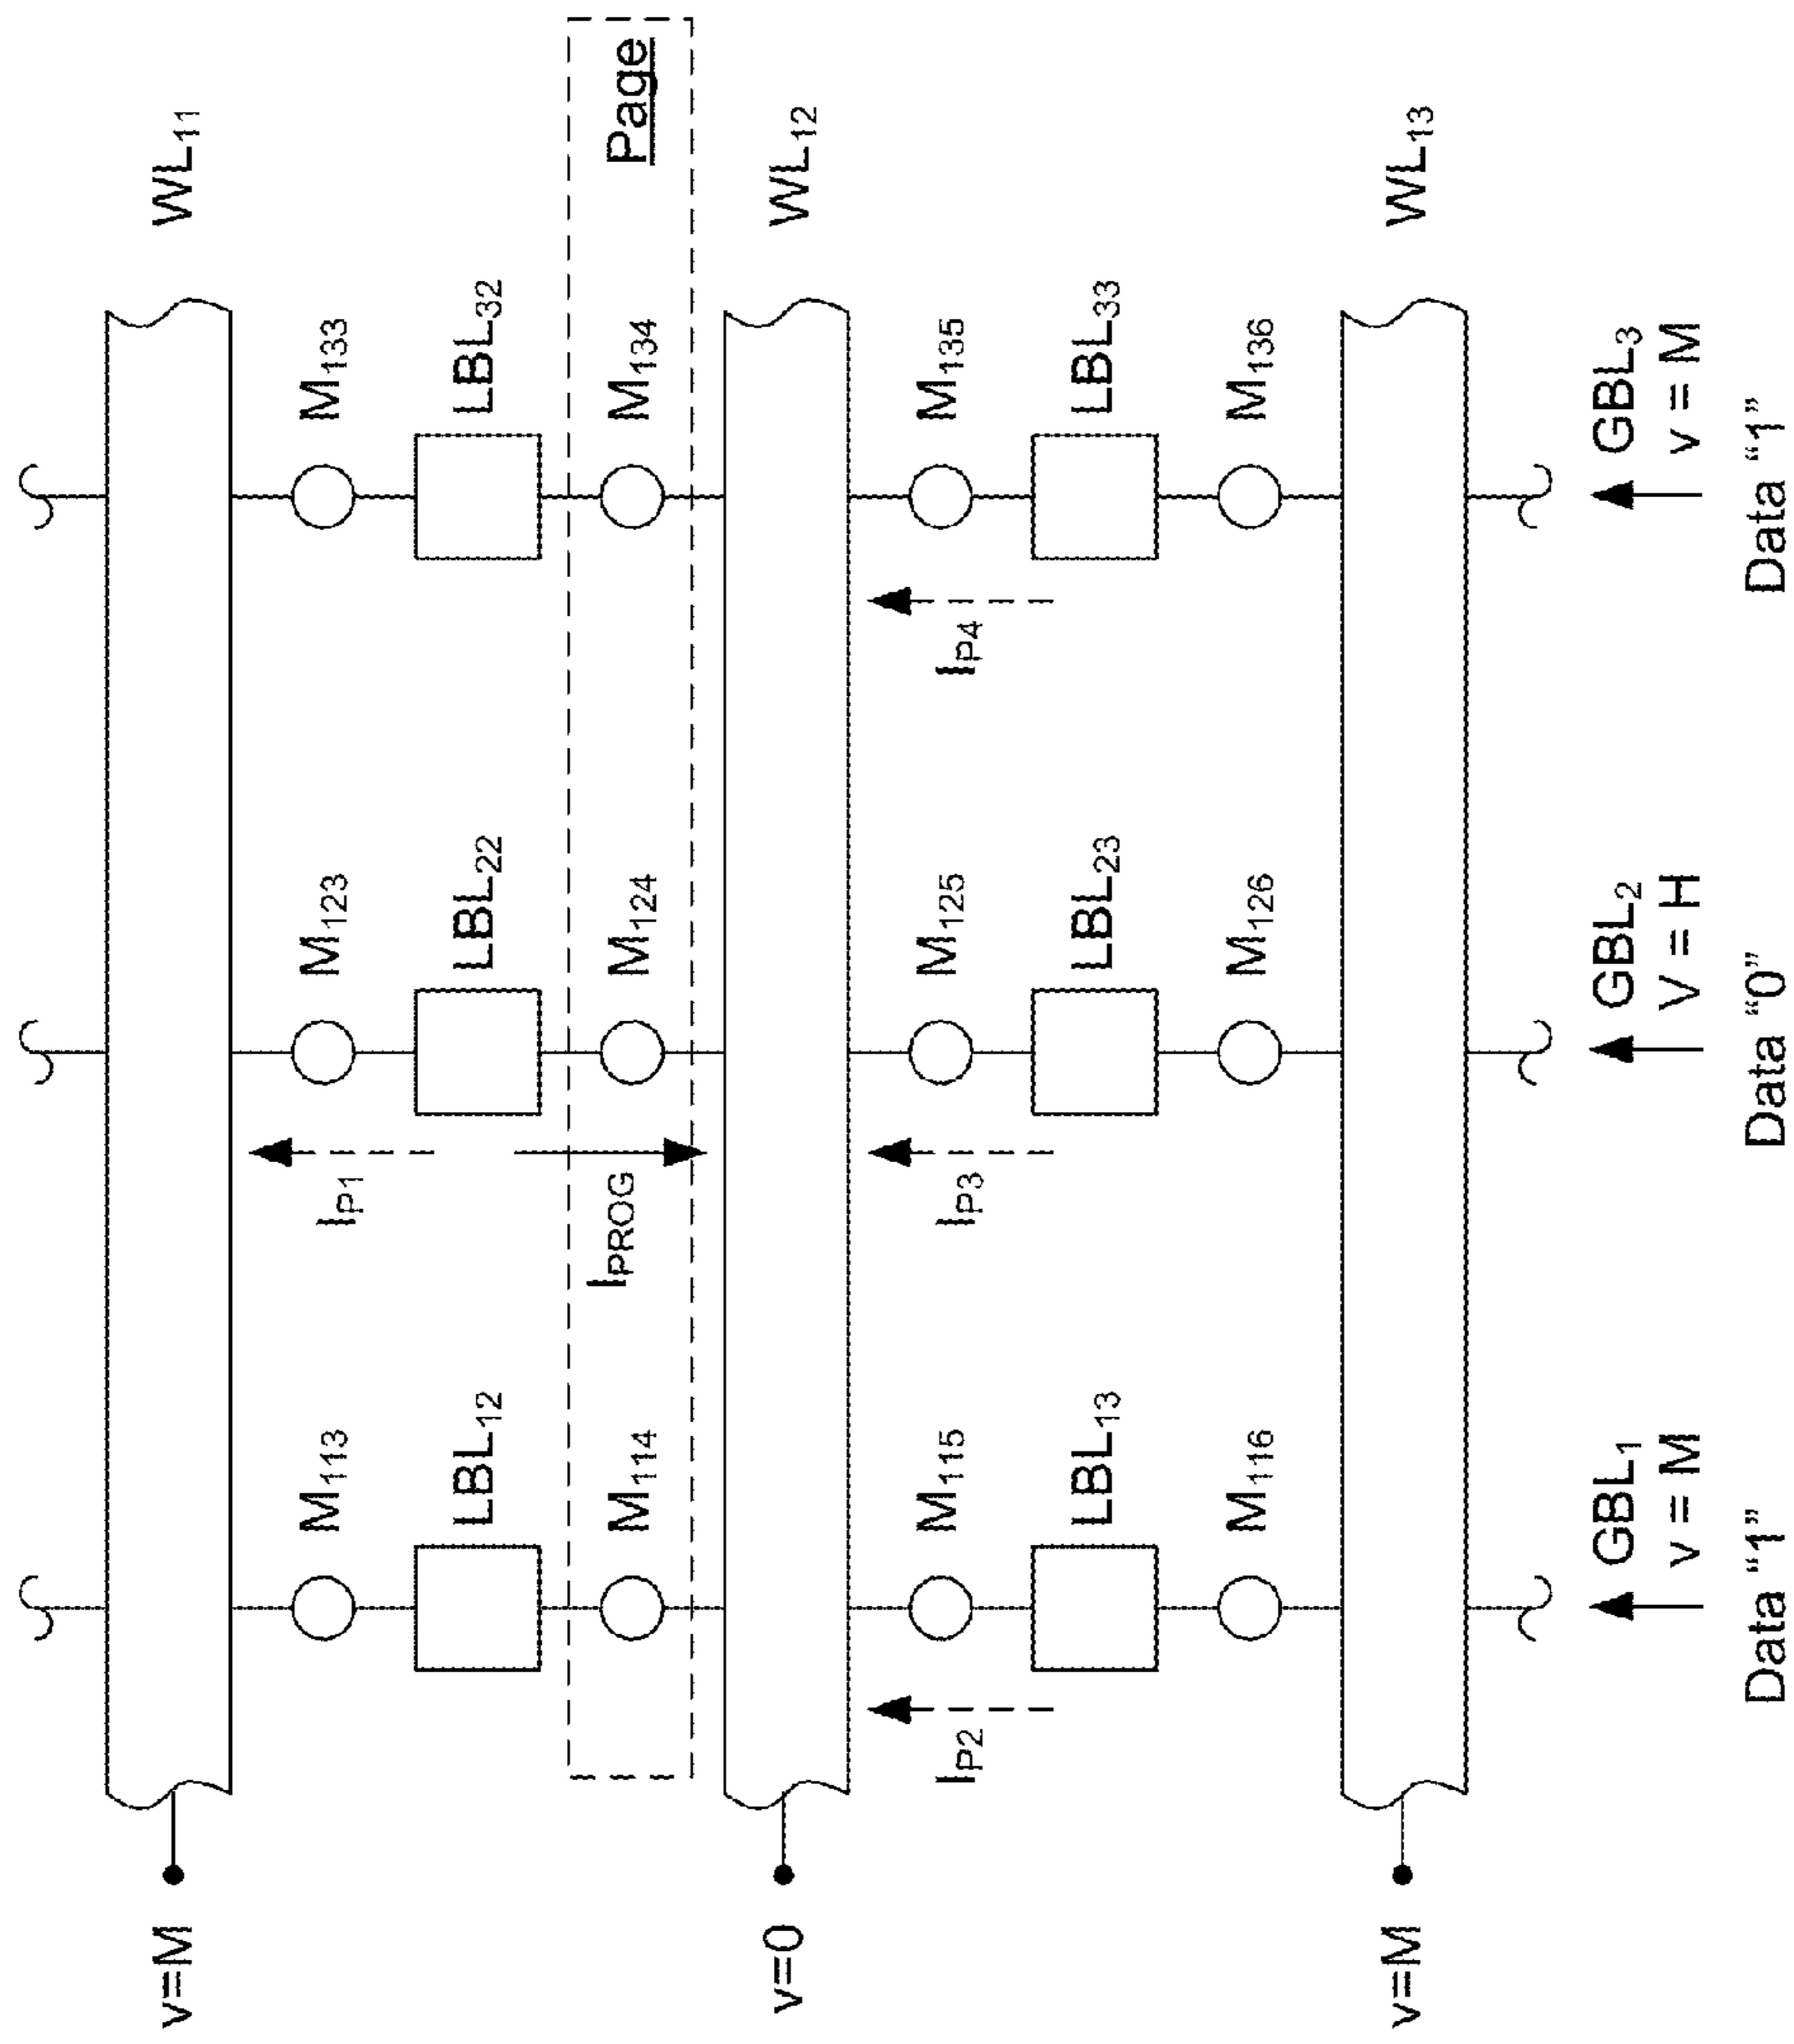 v=M
WL11
M113
M123
M133
LBL12
LBL22
LBL32
IP1
IPROG
M114
M124
M134
Page
v=0
WL12
IP2
IP3
IP4
M115
M125
M135
LBL13
LBL23
LBL33
M116
M126
M136
v=M
WL13
GBL1
v = M
GBL2
V = H
GBL3
v = M
Data “1”
Data “0”
Data “1”